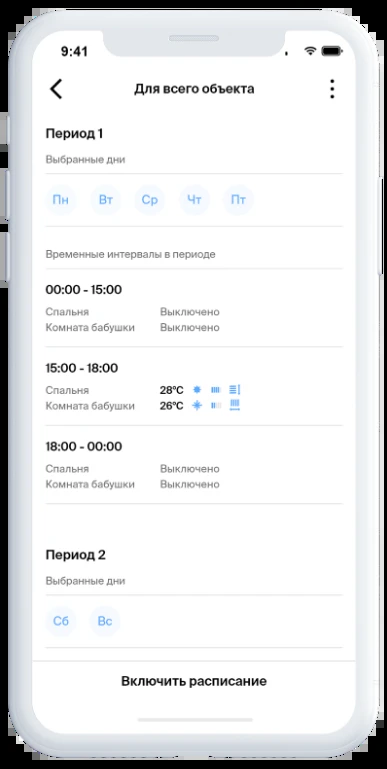 9:41
Для всего объекта
Период 1
Выбранные дни
Пн Вт Ср Чт Пт
Временные интервалы в периоде
00:00 - 15:00
Спальня Выключено
Комната бабушки Выключено
15:00 - 18:00
Спальня 28°C
Комната бабушки 26°C
18:00 - 00:00
Спальня Выключено
Комната бабушки Выключено
Период 2
Выбранные дни
Сб Вс
Включить расписание